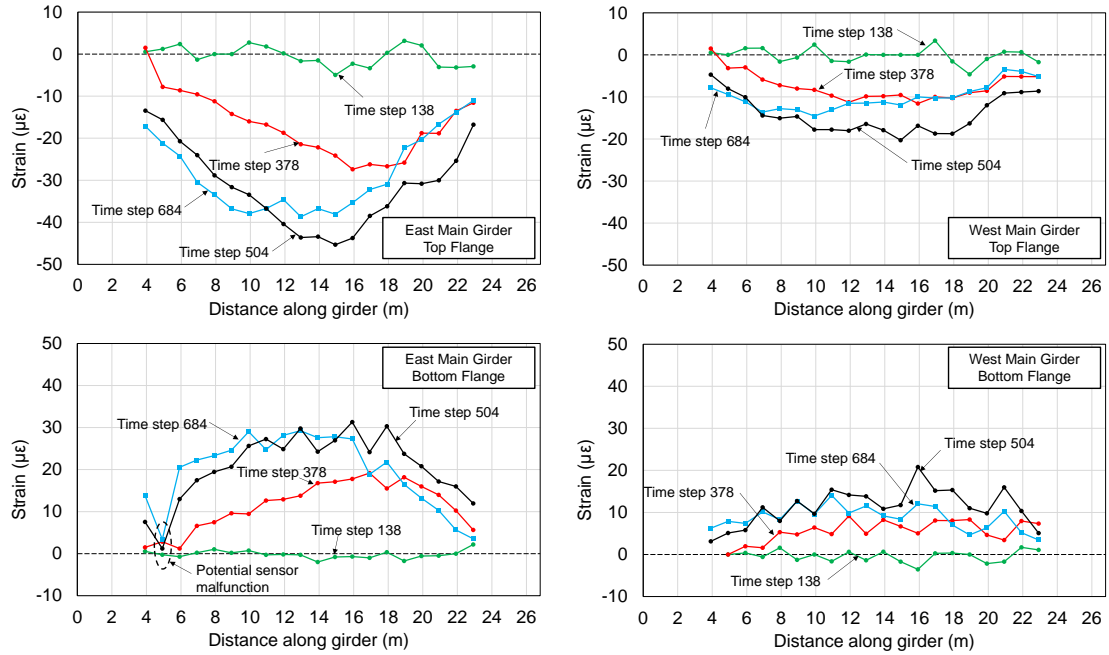 10
0
-10
-20
-30
-40
-50
Strain (με)
Time step 138
Time step 378
Time step 684
Time step 504
East Main Girder
Top Flange
0 2 4 6 8 10 12 14 16 18 20 22 24 26
Distance along girder (m)
10
0
-10
-20
-30
-40
-50
Strain (με)
Time step 138
Time step 378
Time step 684
Time step 504
West Main Girder
Top Flange
0 2 4 6 8 10 12 14 16 18 20 22 24 26
Distance along girder (m)
50
40
30
20
10
0
-10
Strain (με)
East Main Girder
Bottom Flange
Time step 684
Time step 504
Time step 378
Time step 138
Potential sensor
malfunction
0 2 4 6 8 10 12 14 16 18 20 22 24 26
Distance along girder (m)
50
40
30
20
10
0
-10
Strain (με)
West Main Girder
Bottom Flange
Time step 504
Time step 684
Time step 378
Time step 138
0 2 4 6 8 10 12 14 16 18 20 22 24 26
Distance along girder (m)